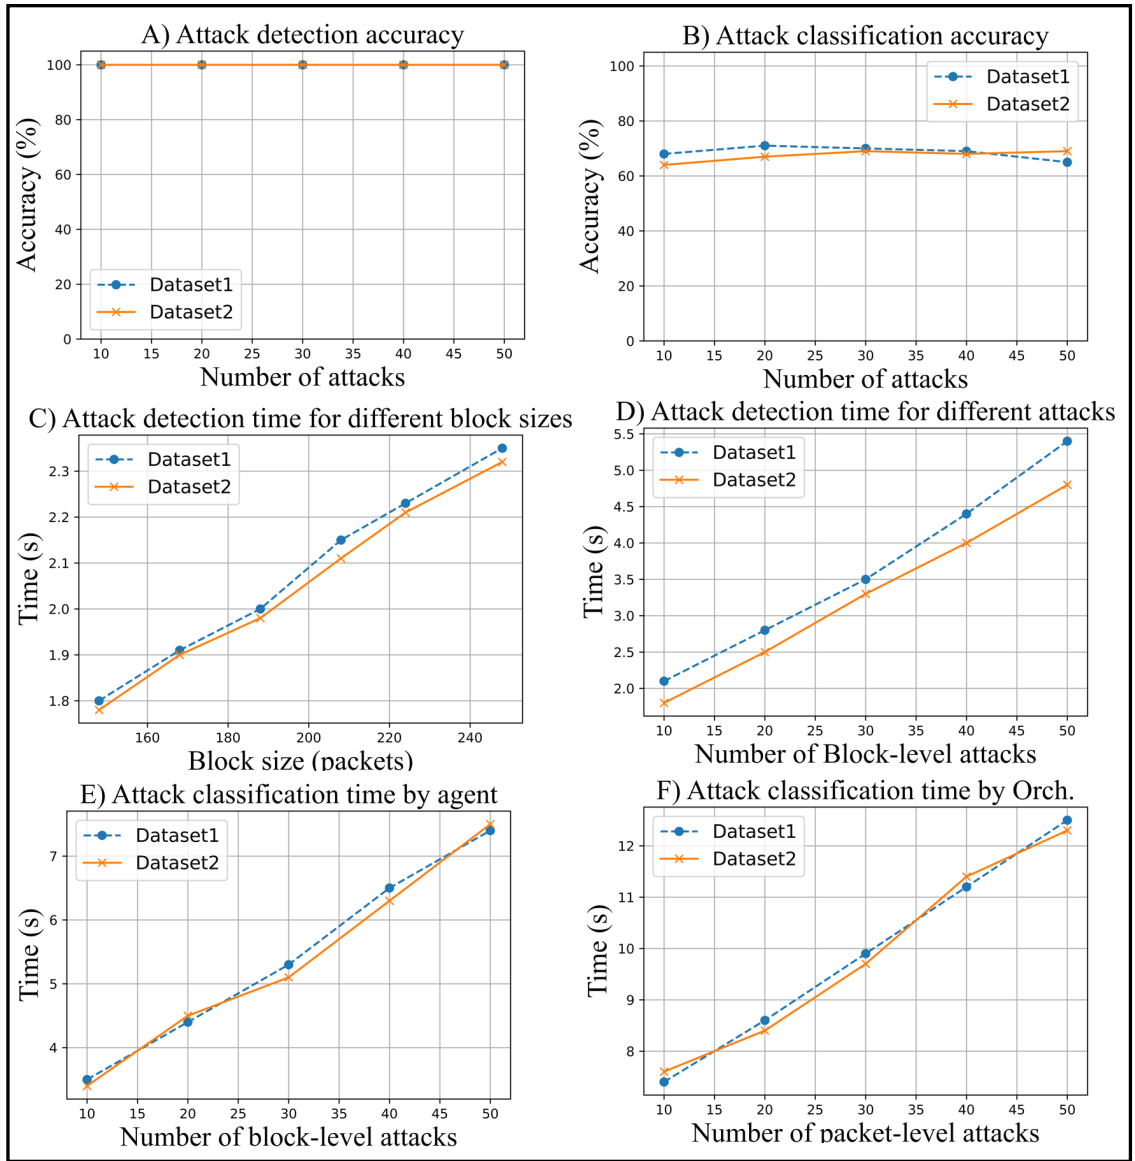 A) Attack detection accuracy
100
80
60
40
20
0
Accuracy (%)
Dataset1
Dataset2
10 15 20 25 30 35 40 45 50
Number of attacks
B) Attack classification accuracy
100
80
60
40
20
0
Accuracy (%)
Dataset1
Dataset2
10 15 20 25 30 35 40 45 50
Number of attacks
C) Attack detection time for different block sizes
2.3
2.2
2.1
2.0
1.9
1.8
Time (s)
Dataset1
Dataset2
160 180 200 220 240
Block size (packets)
D) Attack detection time for different attacks
5.5
5.0
4.5
4.0
3.5
3.0
2.5
2.0
Time (s)
Dataset1
Dataset2
10 15 20 25 30 35 40 45 50
Number of Block-level attacks
E) Attack classification time by agent
7
6
5
4
Time (s)
Dataset1
Dataset2
10 15 20 25 30 35 40 45 50
Number of block-level attacks
F) Attack classification time by Orch.
12
11
10
9
8
Time (s)
Dataset1
Dataset2
10 15 20 25 30 35 40 45 50
Number of packet-level attacks